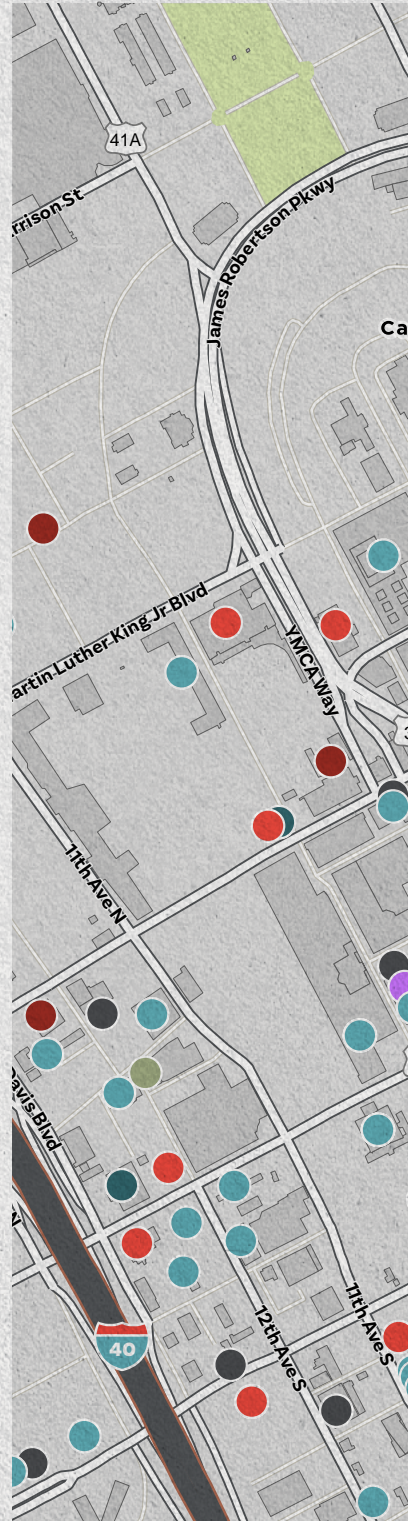 41A
rrison St
James Robertson Pkwy
Ca
artin Luther King Jr Blvd
YMCA Way
3
11th Ave N
Davis Blvd
N
40
12th Ave S
11th Ave S